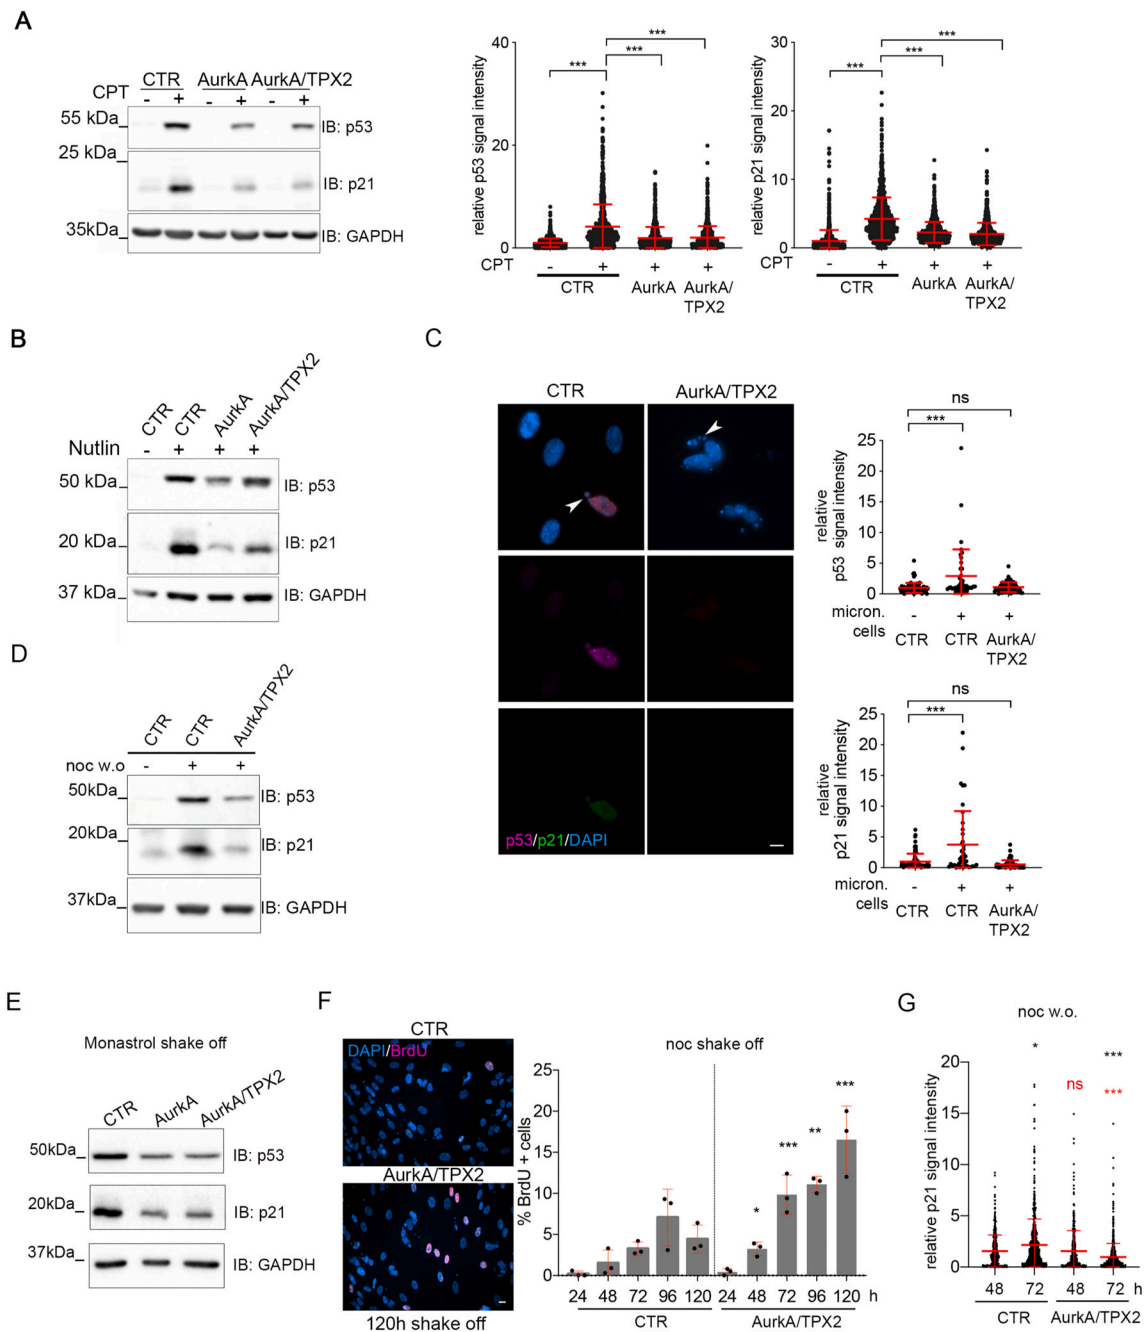 A
CTR AurkA AurkA/TPX2
CPT - + - + - +
55 kDa
IB: p53
25 kDa
IB: p21
35kDa
IB: GAPDH
relative p53 signal intensity
40
20
0
***
***
***
CPT - + + +
CTR AurkA AurkA/
TPX2
relative p21 signal intensity
30
20
10
0
***
***
***
CPT - + + +
CTR AurkA AurkA/
TPX2
B
CTR CTR AurkA AurkA/TPX2
Nutlin - + + +
50 kDa
IB: p53
20 kDa
IB: p21
37 kDa
IB: GAPDH
C
CTR AurkA/TPX2
p53/p21/DAPI
relative
p53 signal intensity
25
20
15
10
5
0
ns
***
micron. - + +
cells
CTR CTR AurkA/
TPX2
relative
p21 signal intensity
25
20
15
10
5
0
ns
***
micron. - + +
cells
CTR CTR AurkA/
TPX2
D
CTR CTR AurkA/TPX2
noc w.o - + +
50kDa
IB: p53
20kDa
IB: p21
37kDa
IB: GAPDH
E
Monastrol shake off
CTR AurkA AurkA/TPX2
50kDa
IB: p53
20kDa
IB: p21
37kDa
IB: GAPDH
F
CTR
DAPI/BrdU
AurkA/TPX2
120h shake off
noc shake off
% BrdU + cells
25
20
15
10
5
0
* *** ** ***
24 48 72 96 120 24 48 72 96 120 h
CTR AurkA/TPX2
G
noc w.o.
relative p21 signal intensity
20
15
10
5
0
* ***
ns ***
48 72 48 72 h
CTR AurkA/TPX2